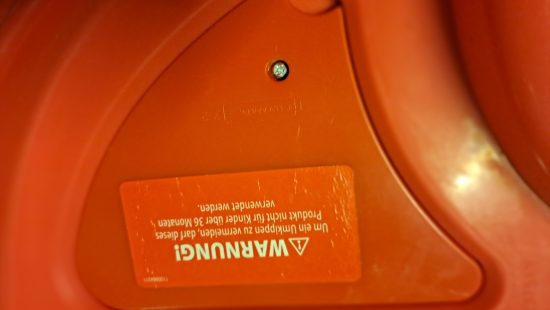 WARNUNG!
Um ein Umkippen zu vermeiden, darf dieses
Produkt nicht für Kinder über 36 Monaten
verwendet werden.